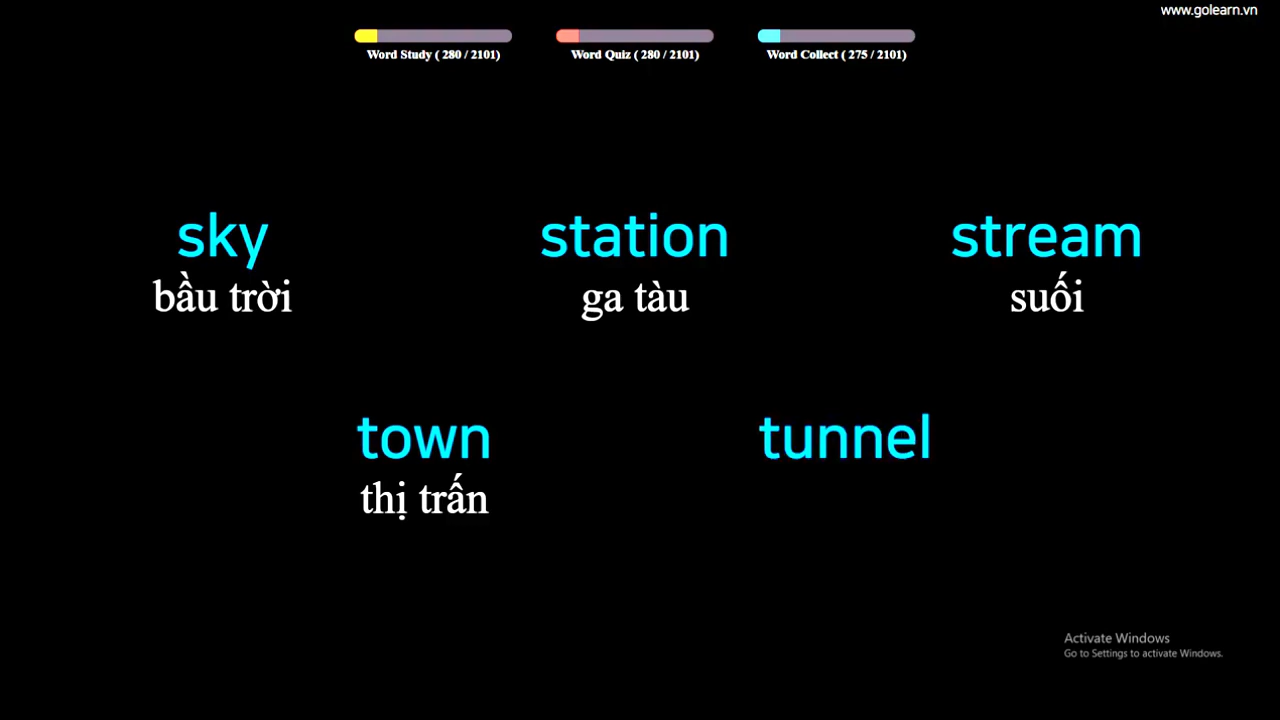 www.golearn.vn
Word Study ( 280 / 2101)
Word Quiz ( 280 / 2101)
Word Collect ( 275 / 2101)
sky
bầu trời
station
ga tàu
stream
suối
town
thị trấn
tunnel
Activate Windows
Go to Settings to activate Windows.